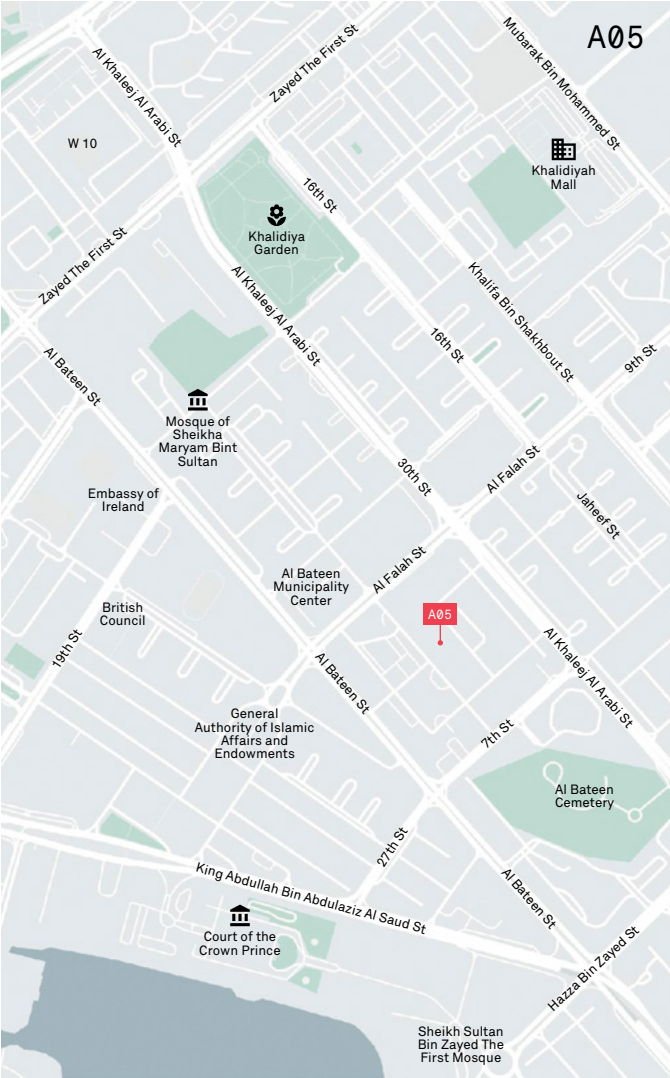 A05
Mubarak Bin Mohammed St
Zayed The First St
Al Khaleej Al Arabi St
W 10
Khalidiyah
Mall
16th St
Khalidiya
Garden
Zayed The First St
Al Khaleej Al Arabi St
Khalifa Bin Shakhbout St
16th St
9th St
Al Bateen St
Mosque of
Sheikha
Maryam Bint
Sultan
30th St
Al Falah St
Embassy of
Ireland
Jaheef St
Al Bateen
Municipality
Center
Al Falah St
British
Council
A05
19th St
Al Khaleej Al Arabi St
Al Bateen St
General
Authority of Islamic
Affairs and
Endowments
7th St
Al Bateen
Cemetery
27th St
King Abdullah Bin Abdulaziz Al Saud St
Al Bateen St
Court of the
Crown Prince
Hazza Bin Zayed St
Sheikh Sultan
Bin Zayed The
First Mosque